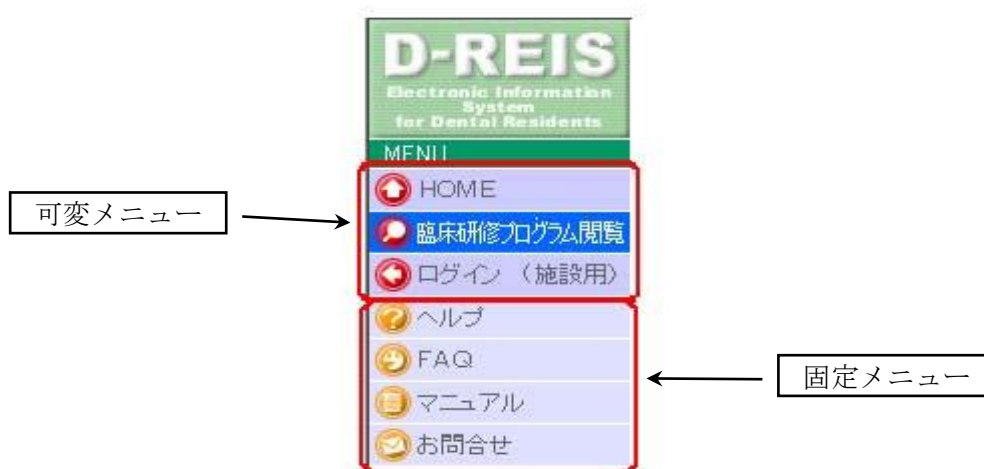 D-REIS
Electronic Information
System
for Dental Residents
MENU
HOME
可変メニュー
臨床研修プログラム閲覧
ログイン （施設用）
ヘルプ
FAQ
固定メニュー
マニュアル
お問合せ